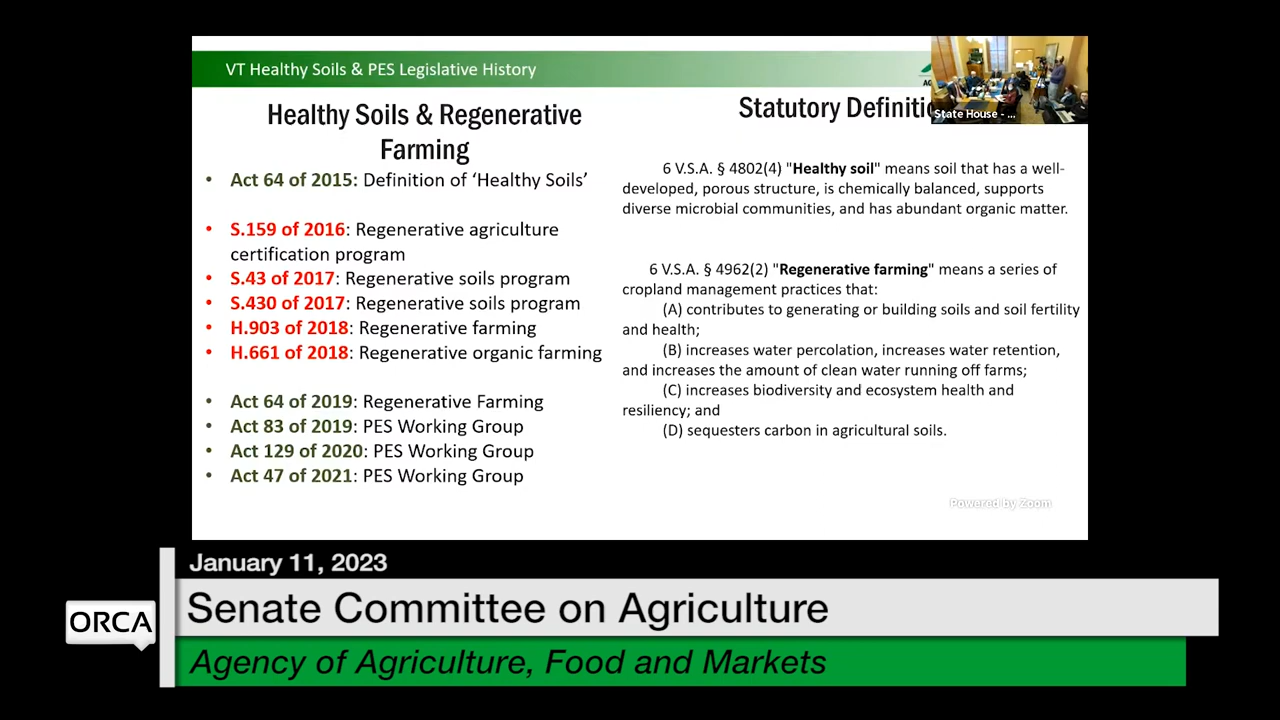 VT Healthy Soils & PES Legislative History
State House - ...
Healthy Soils & Regenerative
Farming
• Act 64 of 2015: Definition of ‘Healthy Soils’
• S.159 of 2016: Regenerative agriculture
certification program
• S.43 of 2017: Regenerative soils program
• S.430 of 2017: Regenerative soils program
• H.903 of 2018: Regenerative farming
• H.661 of 2018: Regenerative organic farming
• Act 64 of 2019: Regenerative Farming
• Act 83 of 2019: PES Working Group
• Act 129 of 2020: PES Working Group
• Act 47 of 2021: PES Working Group
Statutory
6 V.S.A. § 4802(4) "Healthy soil" means soil that has a well-
developed, porous structure, is chemically balanced, supports
diverse microbial communities, and has abundant organic matter.
6 V.S.A. § 4962(2) "Regenerative farming" means a series of
cropland management practices that:
(A) contributes to generating or building soils and soil fertility
and health;
(B) increases water percolation, increases water retention,
and increases the amount of clean water running off farms;
(C) increases biodiversity and ecosystem health and
resiliency; and
(D) sequesters carbon in agricultural soils.
Powered by Zoom
January 11, 2023
ORCA
Senate Committee on Agriculture
Agency of Agriculture, Food and Markets